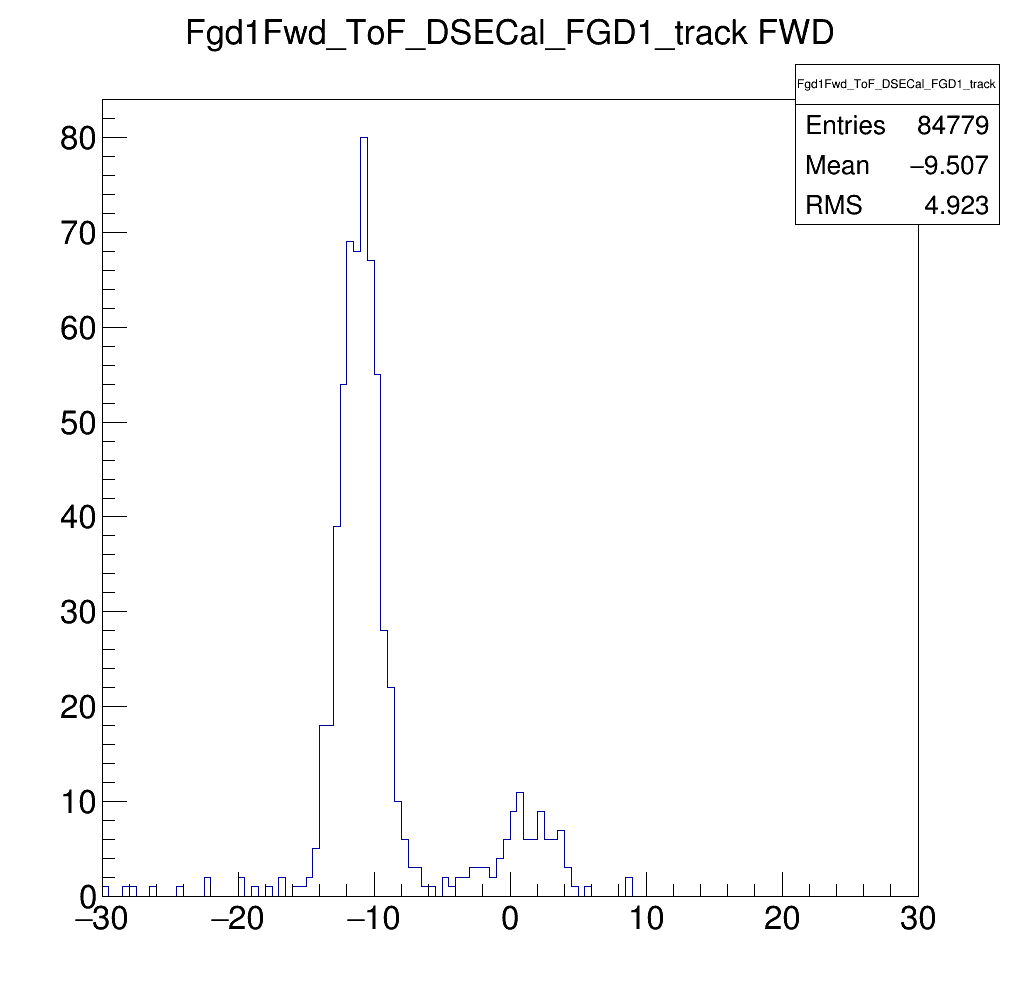 Fgd1Fwd_ToF_DSECal_FGD1_track FWD
Fgd1Fwd_ToF_DSECal_FGD1_track
Entries 84779
Mean −9.507
RMS 4.923
80
70
60
50
40
30
20
10
0
−30 −20 −10 0 10 20 30